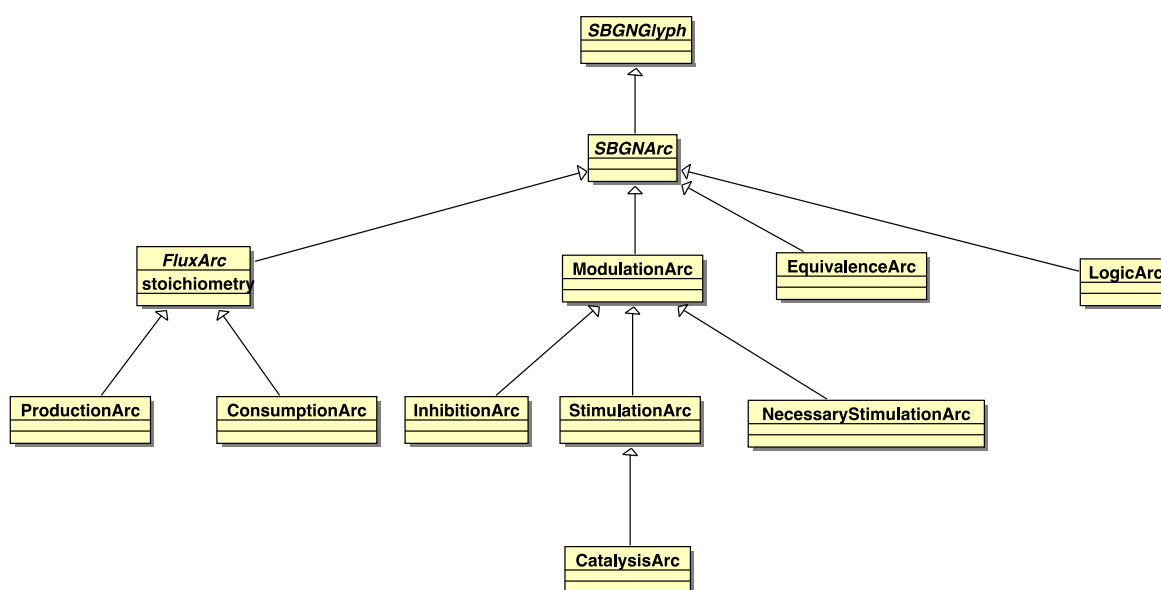 SBGNGlyph
SBGNArc
FluxArc
stoichiometry
ModulationArc
EquivalenceArc
LogicArc
ProductionArc
ConsumptionArc
InhibitionArc
StimulationArc
NecessaryStimulationArc
CatalysisArc